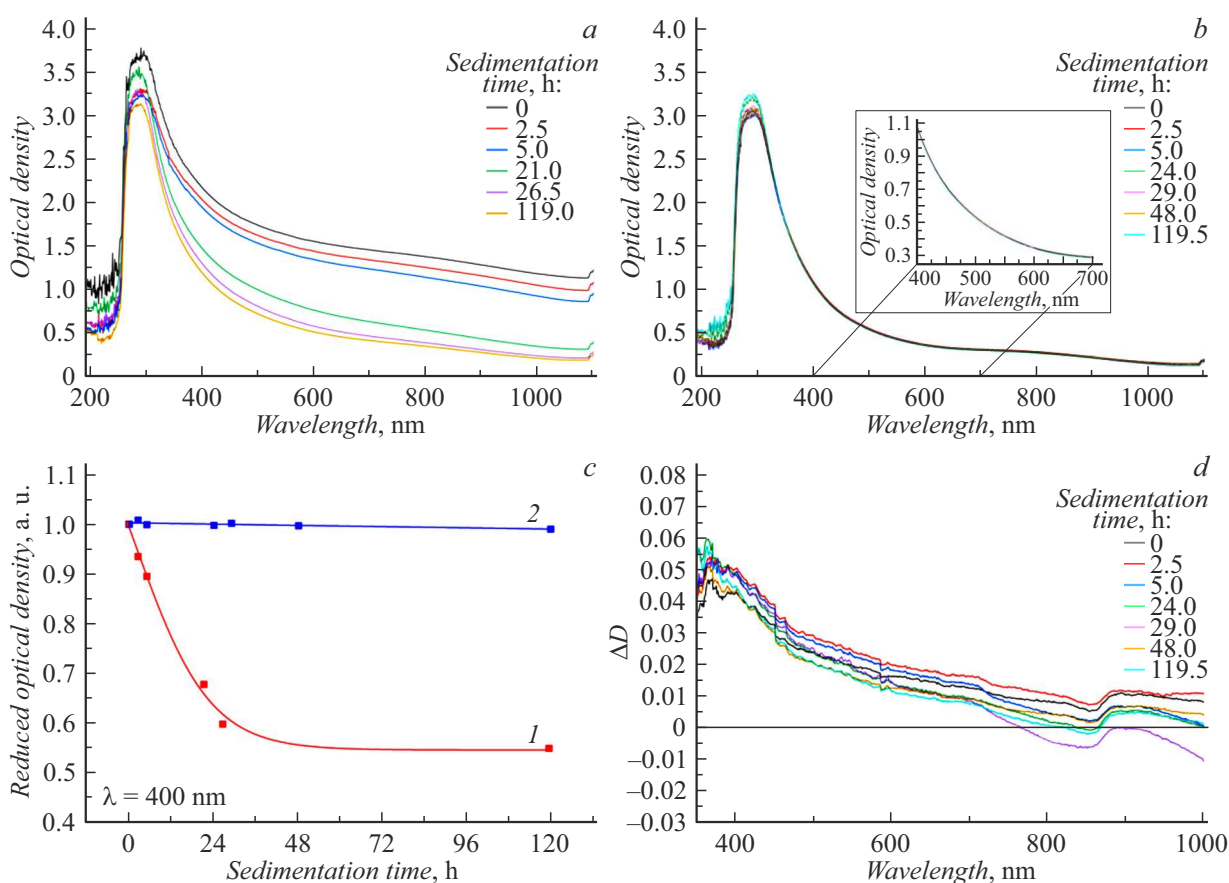 a
4.0
3.5
3.0
2.5
2.0
1.5
1.0
0.5
0
Optical density
Sedimentation
time, h:
0
2.5
5.0
21.0
26.5
119.0
200 400 600 800 1000
Wavelength, nm
b
4.0
3.5
3.0
2.5
2.0
1.5
1.0
0.5
0
Optical density
Sedimentation
time, h:
0
2.5
5.0
24.0
29.0
48.0
119.5
1.1
0.9
0.7
0.5
0.3
Optical density
400 500 600 700
Wavelength, nm
200 400 600 800 1000
Wavelength, nm
c
1.1
1.0
0.9
0.8
0.7
0.6
0.5
0.4
Reduced optical density, a. u.
2
1
λ = 400 nm
0 24 48 72 96 120
Sedimentation time, h
d
0.08
0.07
0.06
0.05
0.04
0.03
0.02
0.01
0
–0.01
–0.02
–0.03
ΔD
Sedimentation
time, h:
0
2.5
5.0
24.0
29.0
48.0
119.5
400 600 800 1000
Wavelength, nm